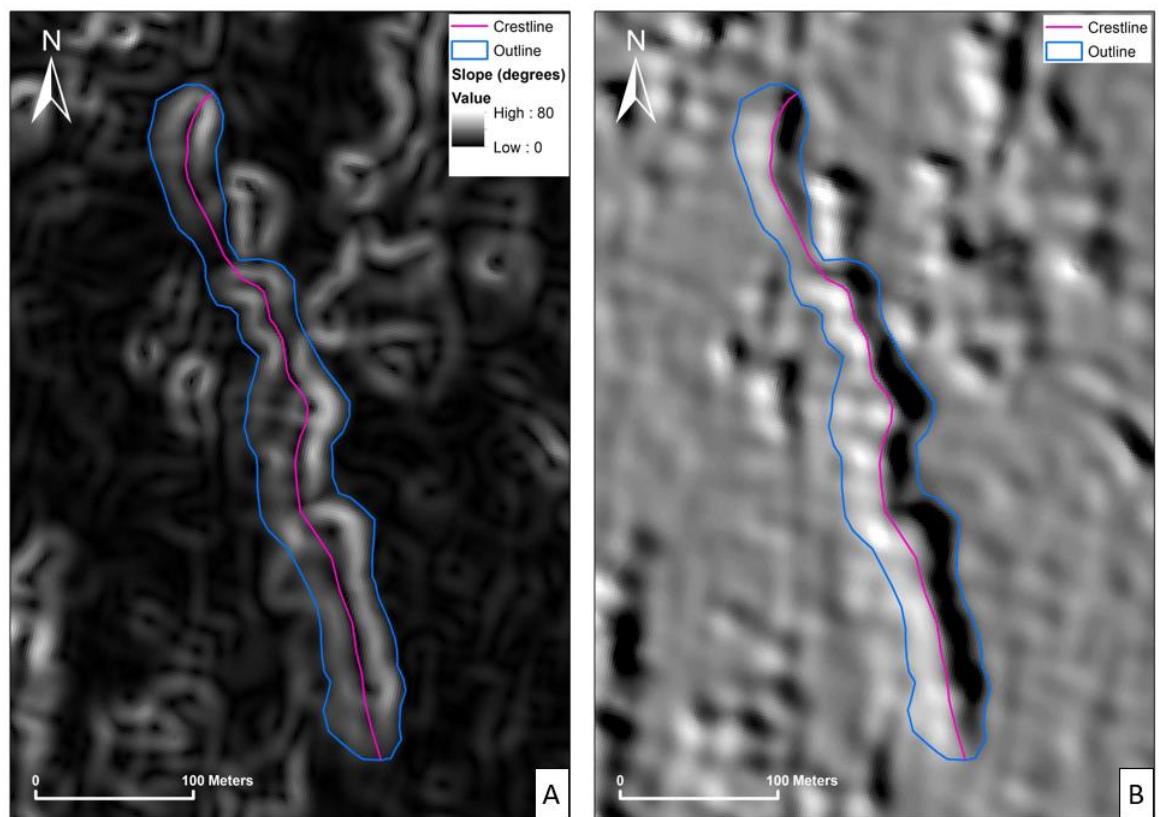 N
Crestline
Outline
Slope (degrees)
Value
High : 80
Low : 0
0 100 Meters
A
N
Crestline
Outline
0 100 Meters
B